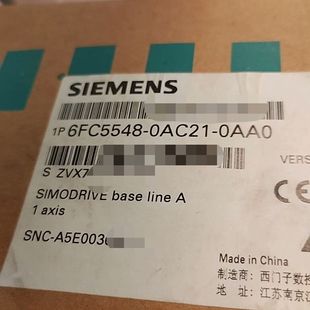 SIEMENS
1P 6FC5548-0AC21-0AA0
S ZVX7
VERS
SIMODRIVE base line A
1 axis
SNC-A5E003
Made in China
制造商: 西门子数控
地 址: 江苏南京江